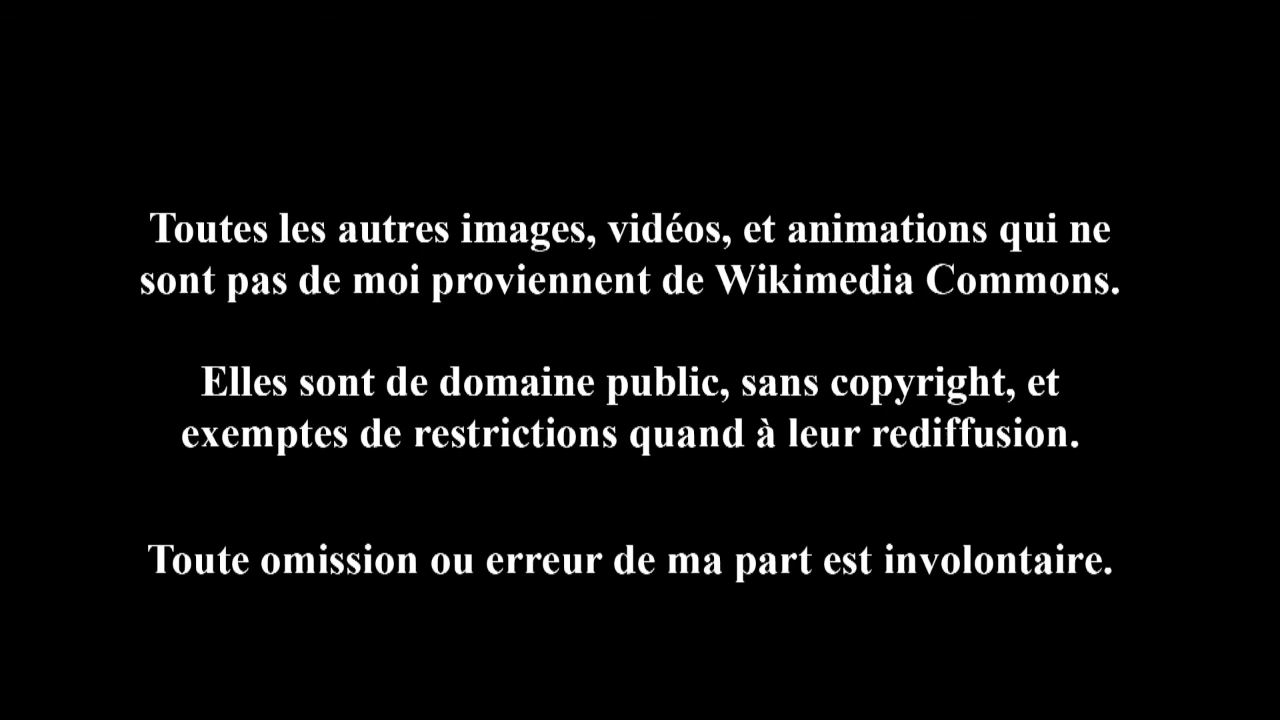 Toutes les autres images, vidéos, et animations qui ne
sont pas de moi proviennent de Wikimedia Commons.
Elles sont de domaine public, sans copyright, et
exemptes de restrictions quand à leur rediffusion.
Toute omission ou erreur de ma part est involontaire.